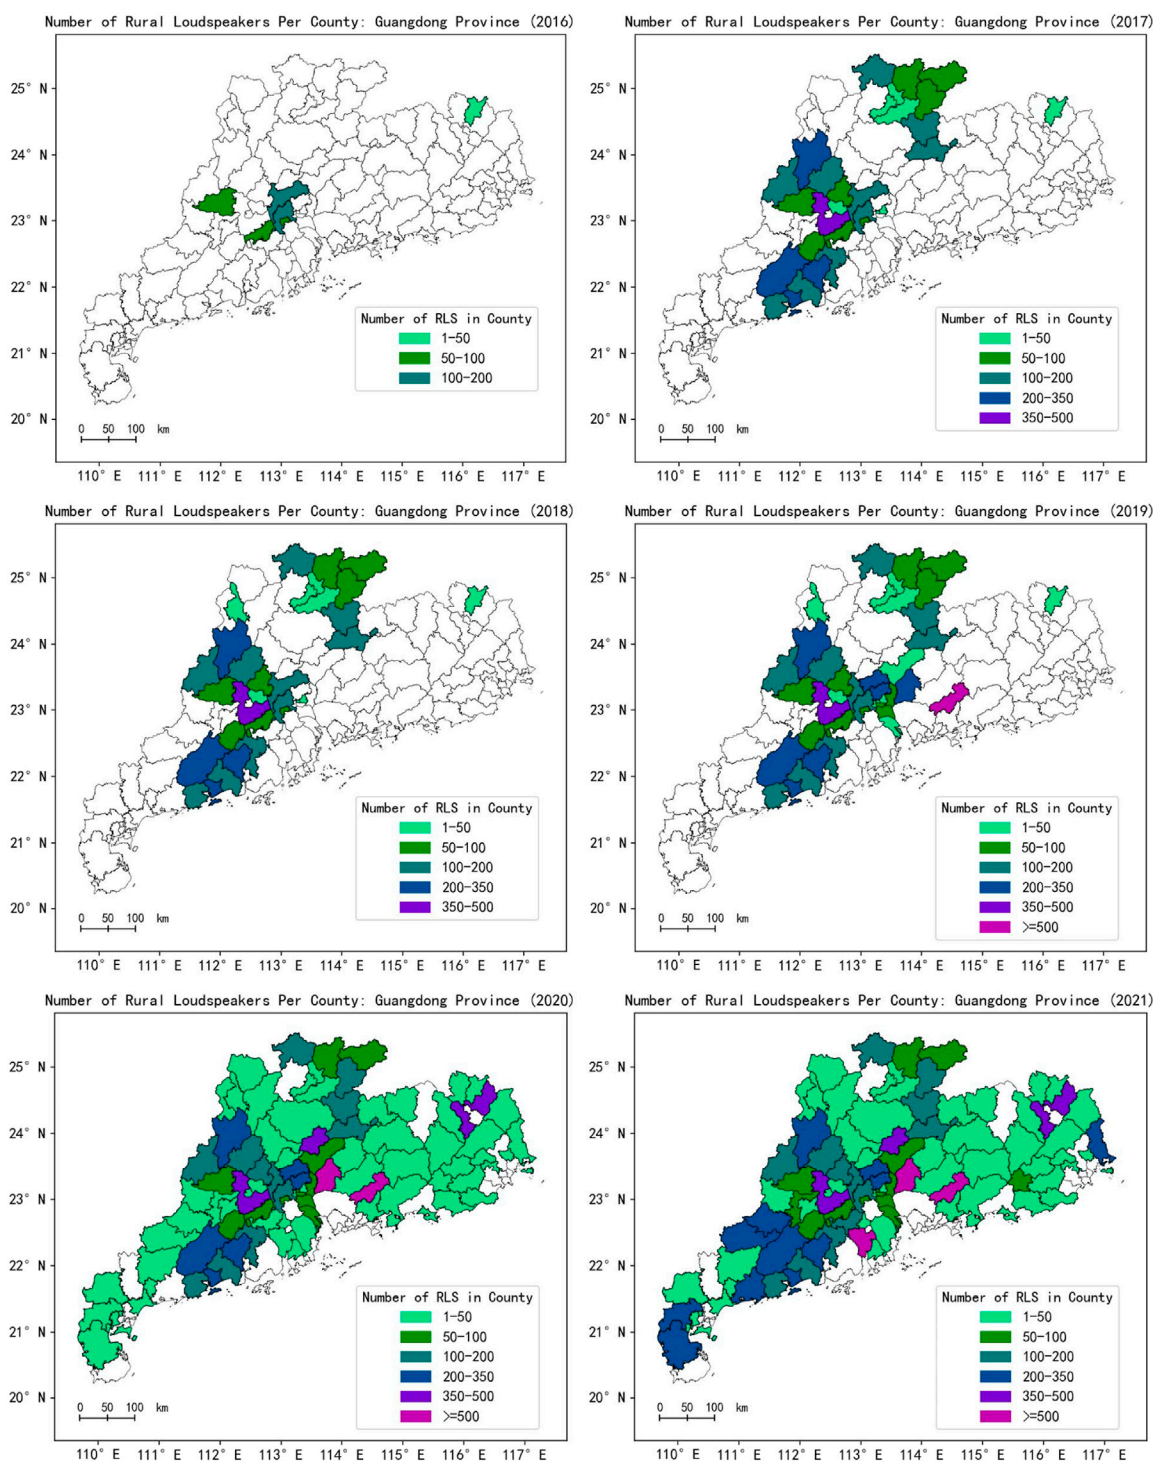 Number of Rural Loudspeakers Per County: Guangdong Province (2016)
25° N
24° N
23° N
22° N
21° N
20° N
Number of RLS in County
1-50
50-100
100-200
0 50 100 km
110° E 111° E 112° E 113° E 114° E 115° E 116° E 117° E
Number of Rural Loudspeakers Per County: Guangdong Province (2017)
25° N
24° N
23° N
22° N
21° N
20° N
Number of RLS in County
1-50
50-100
100-200
200-350
350-500
0 50 100 km
110° E 111° E 112° E 113° E 114° E 115° E 116° E 117° E
Number of Rural Loudspeakers Per County: Guangdong Province (2018)
25° N
24° N
23° N
22° N
21° N
20° N
Number of RLS in County
1-50
50-100
100-200
200-350
350-500
0 50 100 km
110° E 111° E 112° E 113° E 114° E 115° E 116° E 117° E
Number of Rural Loudspeakers Per County: Guangdong Province (2019)
25° N
24° N
23° N
22° N
21° N
20° N
Number of RLS in County
1-50
50-100
100-200
200-350
350-500
>=500
0 50 100 km
110° E 111° E 112° E 113° E 114° E 115° E 116° E 117° E
Number of Rural Loudspeakers Per County: Guangdong Province (2020)
25° N
24° N
23° N
22° N
21° N
20° N
Number of RLS in County
1-50
50-100
100-200
200-350
350-500
>=500
0 50 100 km
110° E 111° E 112° E 113° E 114° E 115° E 116° E 117° E
Number of Rural Loudspeakers Per County: Guangdong Province (2021)
25° N
24° N
23° N
22° N
21° N
20° N
Number of RLS in County
1-50
50-100
100-200
200-350
350-500
>=500
0 50 100 km
110° E 111° E 112° E 113° E 114° E 115° E 116° E 117° E